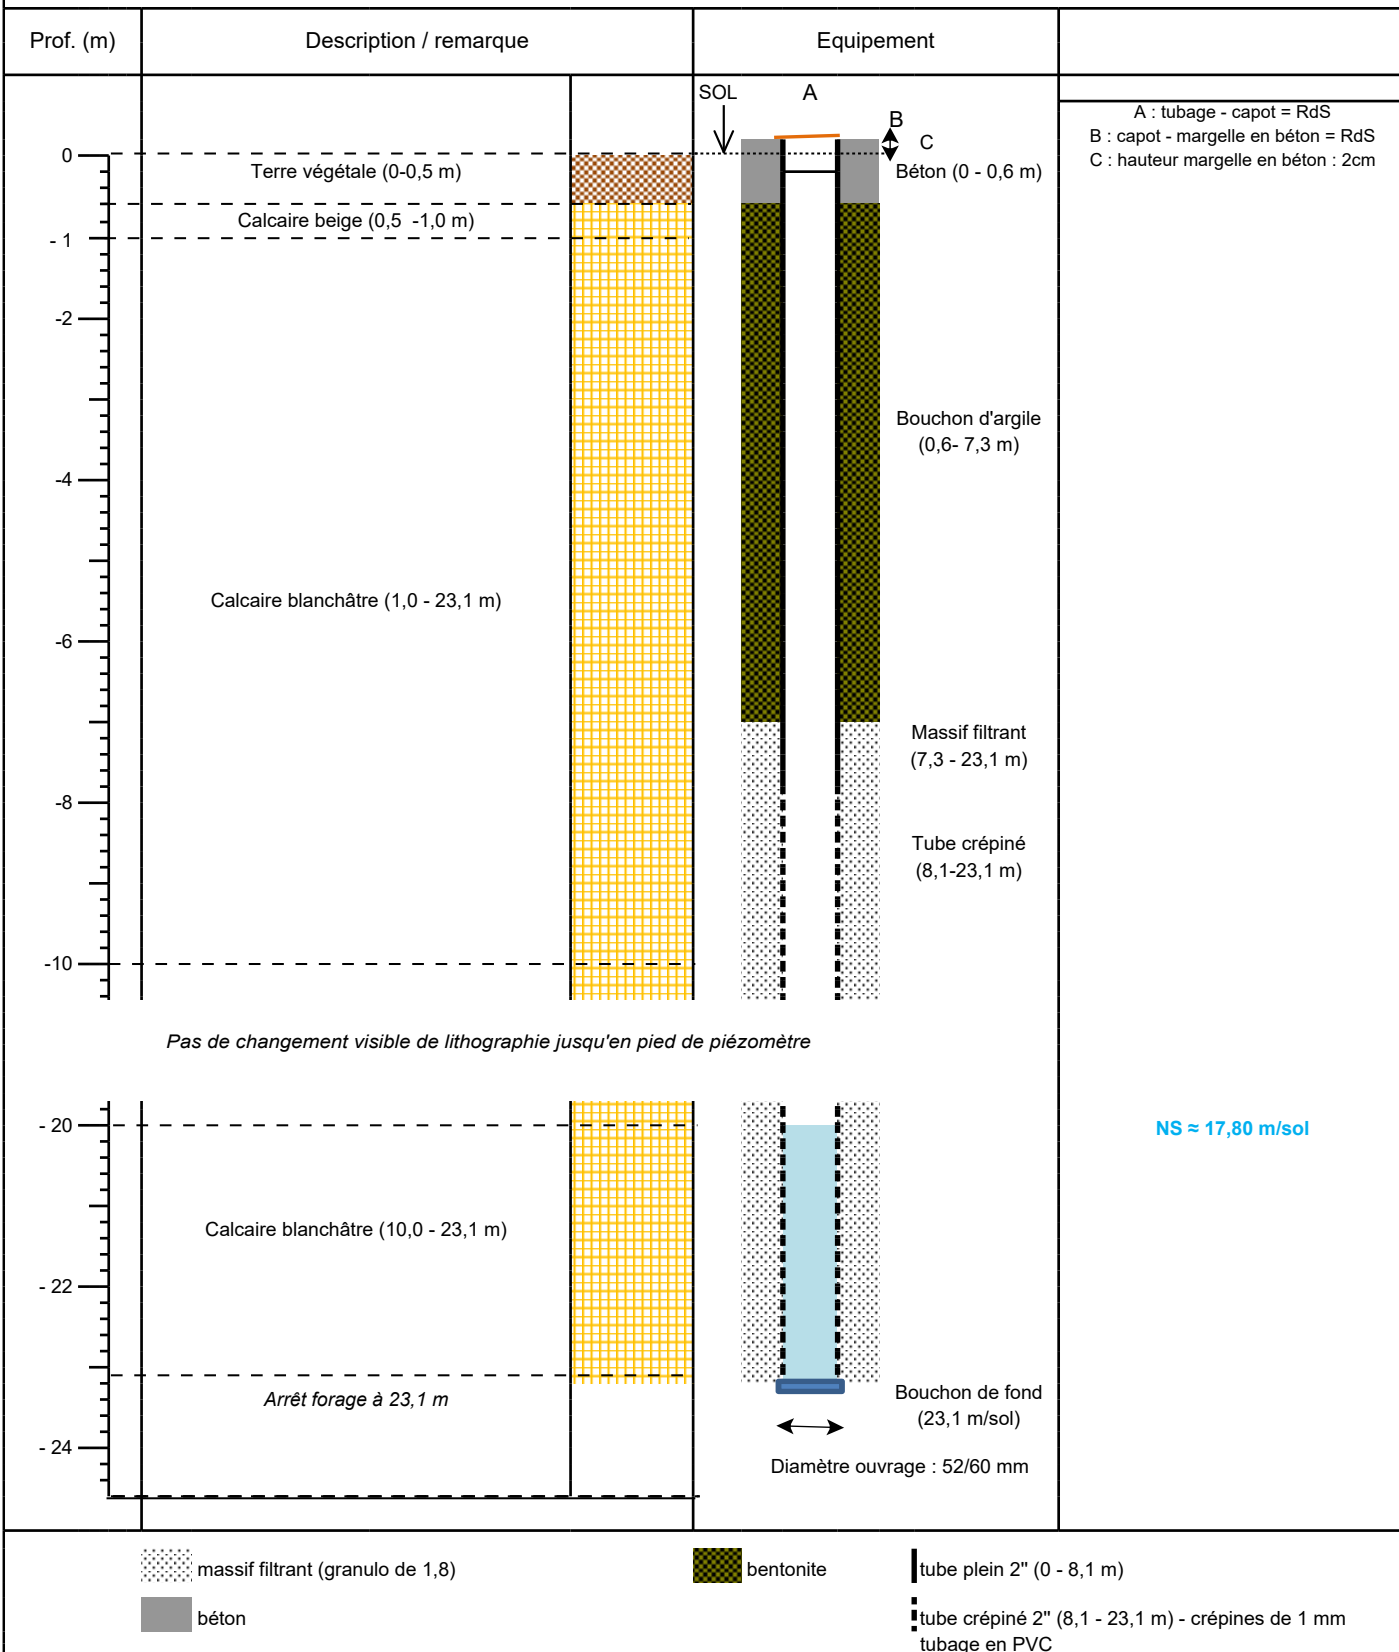 Prof. (m)
Description / remarque
Equipement
SOL
A
B
C
A : tubage - capot = RdS
B : capot - margelle en béton = RdS
C : hauteur margelle en béton : 2cm
0
Terre végétale (0-0,5 m)
Béton (0 - 0,6 m)
Calcaire beige (0,5 -1,0 m)
- 1
-2
Bouchon d'argile
(0,6- 7,3 m)
-4
Calcaire blanchâtre (1,0 - 23,1 m)
-6
Massif filtrant
(7,3 - 23,1 m)
-8
Tube crépiné
(8,1-23,1 m)
-10
Pas de changement visible de lithographie jusqu'en pied de piézomètre
- 20
NS ≈ 17,80 m/sol
Calcaire blanchâtre (10,0 - 23,1 m)
- 22
Arrêt forage à 23,1 m
Bouchon de fond
(23,1 m/sol)
- 24
Diamètre ouvrage : 52/60 mm
massif filtrant (granulo de 1,8)
bentonite
tube plein 2" (0 - 8,1 m)
béton
tube crépiné 2" (8,1 - 23,1 m) - crépines de 1 mm
tubage en PVC